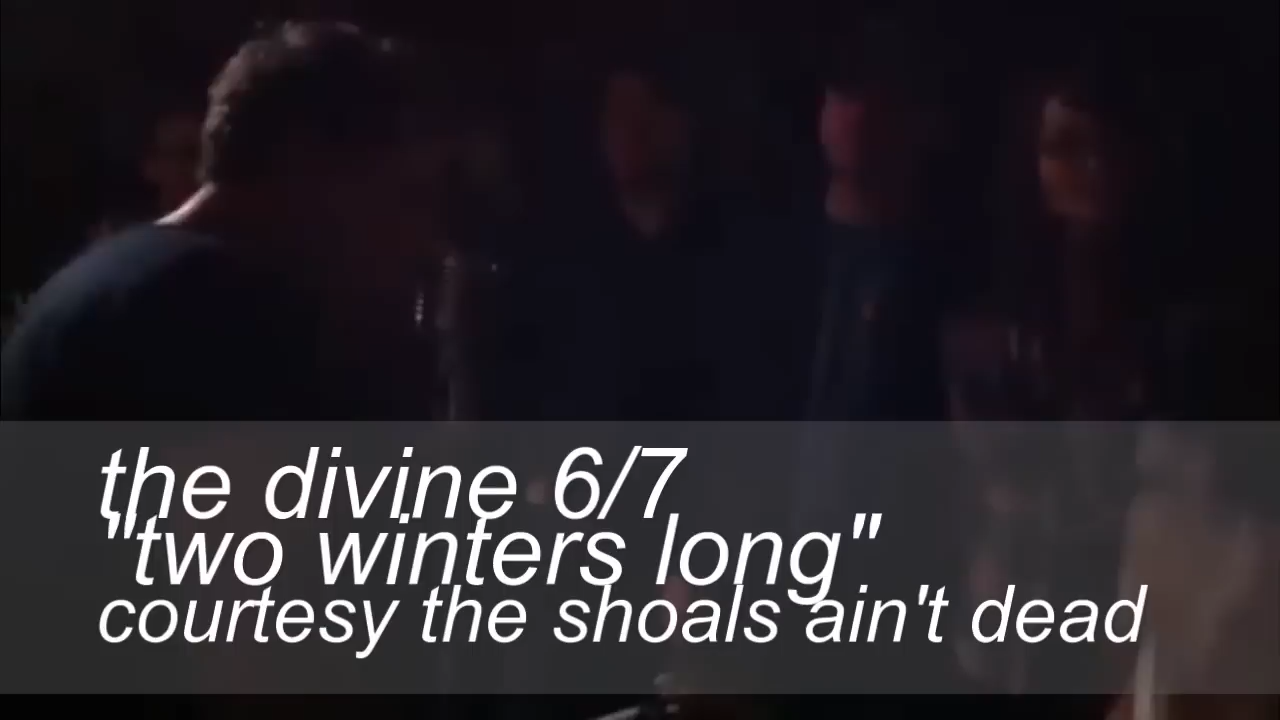 the divine 6/7
"two winters long"
courtesy the shoals ain't dead